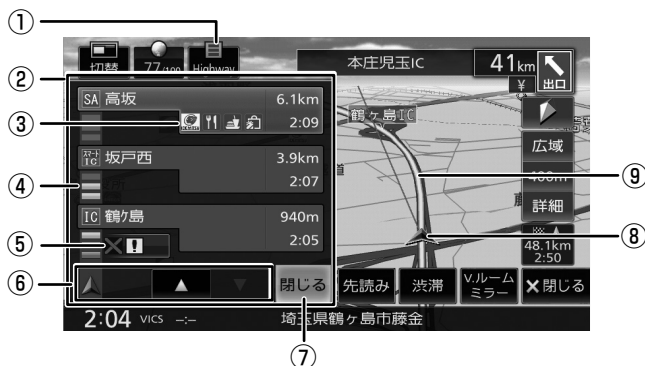 ①
切替 77/100 Highway
本庄児玉IC 41km
出口
¥
②
SA 高坂 6.1km
③
2:09
鶴ヶ島IC
広域
スマートIC 坂戸西 3.9km
④
2:07
400m
⑨
詳細
IC 鶴ヶ島 940m
⑤
2:05
⑧
48.1km
2:50
⑥
閉じる 先読み 渋滞 V.ルームミラー ×閉じる
2:04 VICS -:-- 埼玉県鶴ヶ島市藤金
⑦